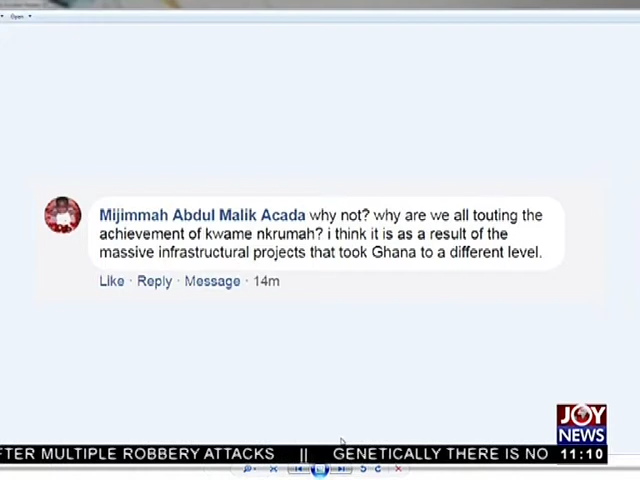 Open
Mijimmah Abdul Malik Acada why not? why are we all touting the
achievement of kwame nkrumah? i think it is as a result of the
massive infrastructural projects that took Ghana to a different level.
Like · Reply · Message · 14m
JOY
NEWS
FTER MULTIPLE ROBBERY ATTACKS || GENETICALLY THERE IS NO 11:10